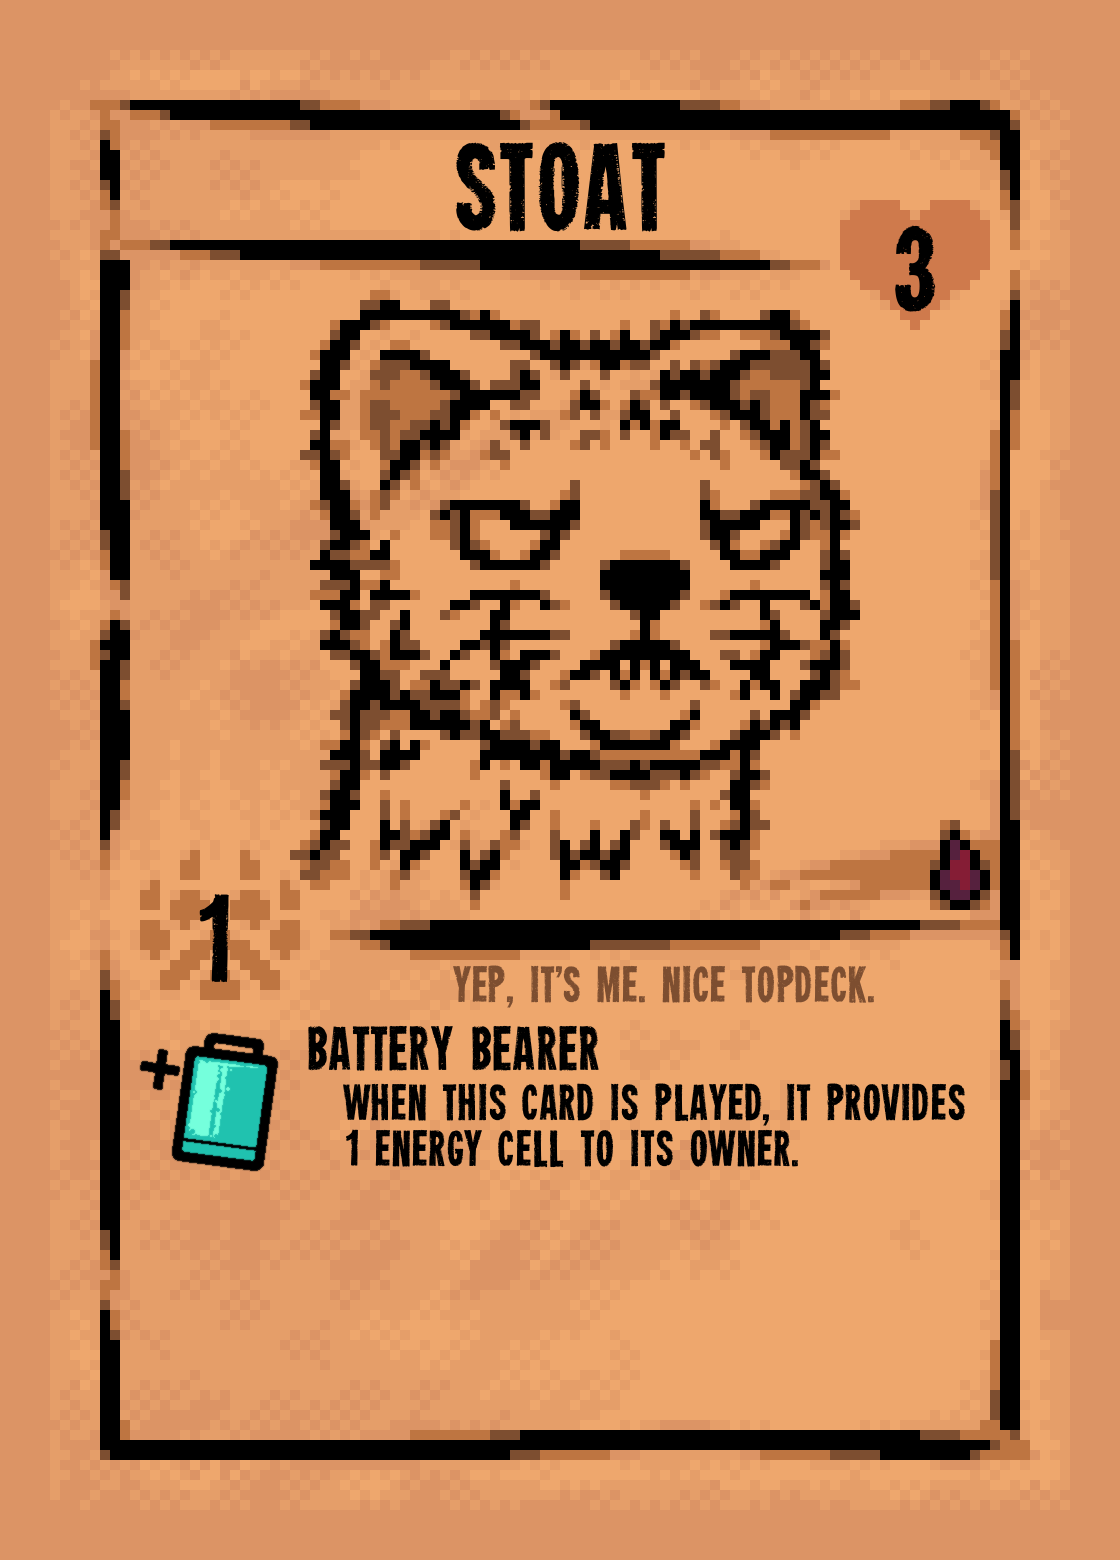 STOAT
3
1
YEP, IT'S ME. NICE TOPDECK.
BATTERY BEARER
WHEN THIS CARD IS PLAYED, IT PROVIDES
1 ENERGY CELL TO ITS OWNER.